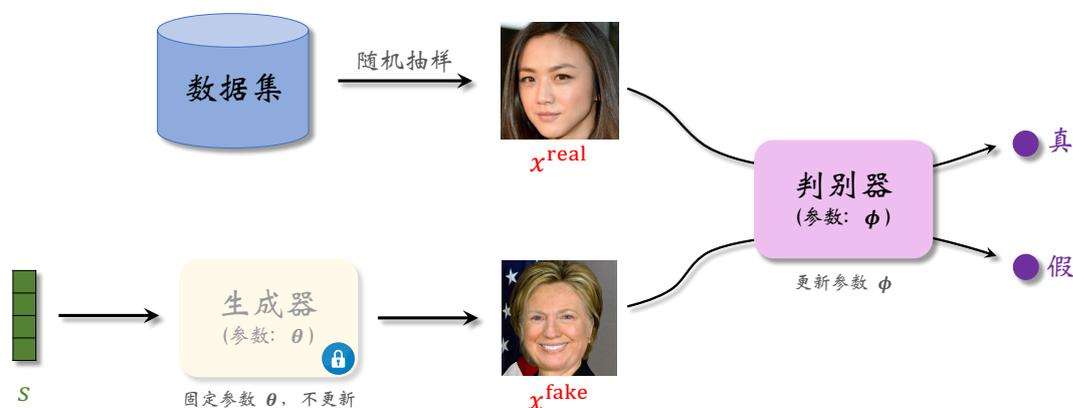 数据集
随机抽样
x^real
判别器
(参数: ϕ)
更新参数 ϕ
真
假
生成器
(参数: θ)
固定参数 θ, 不更新
s
x^fake